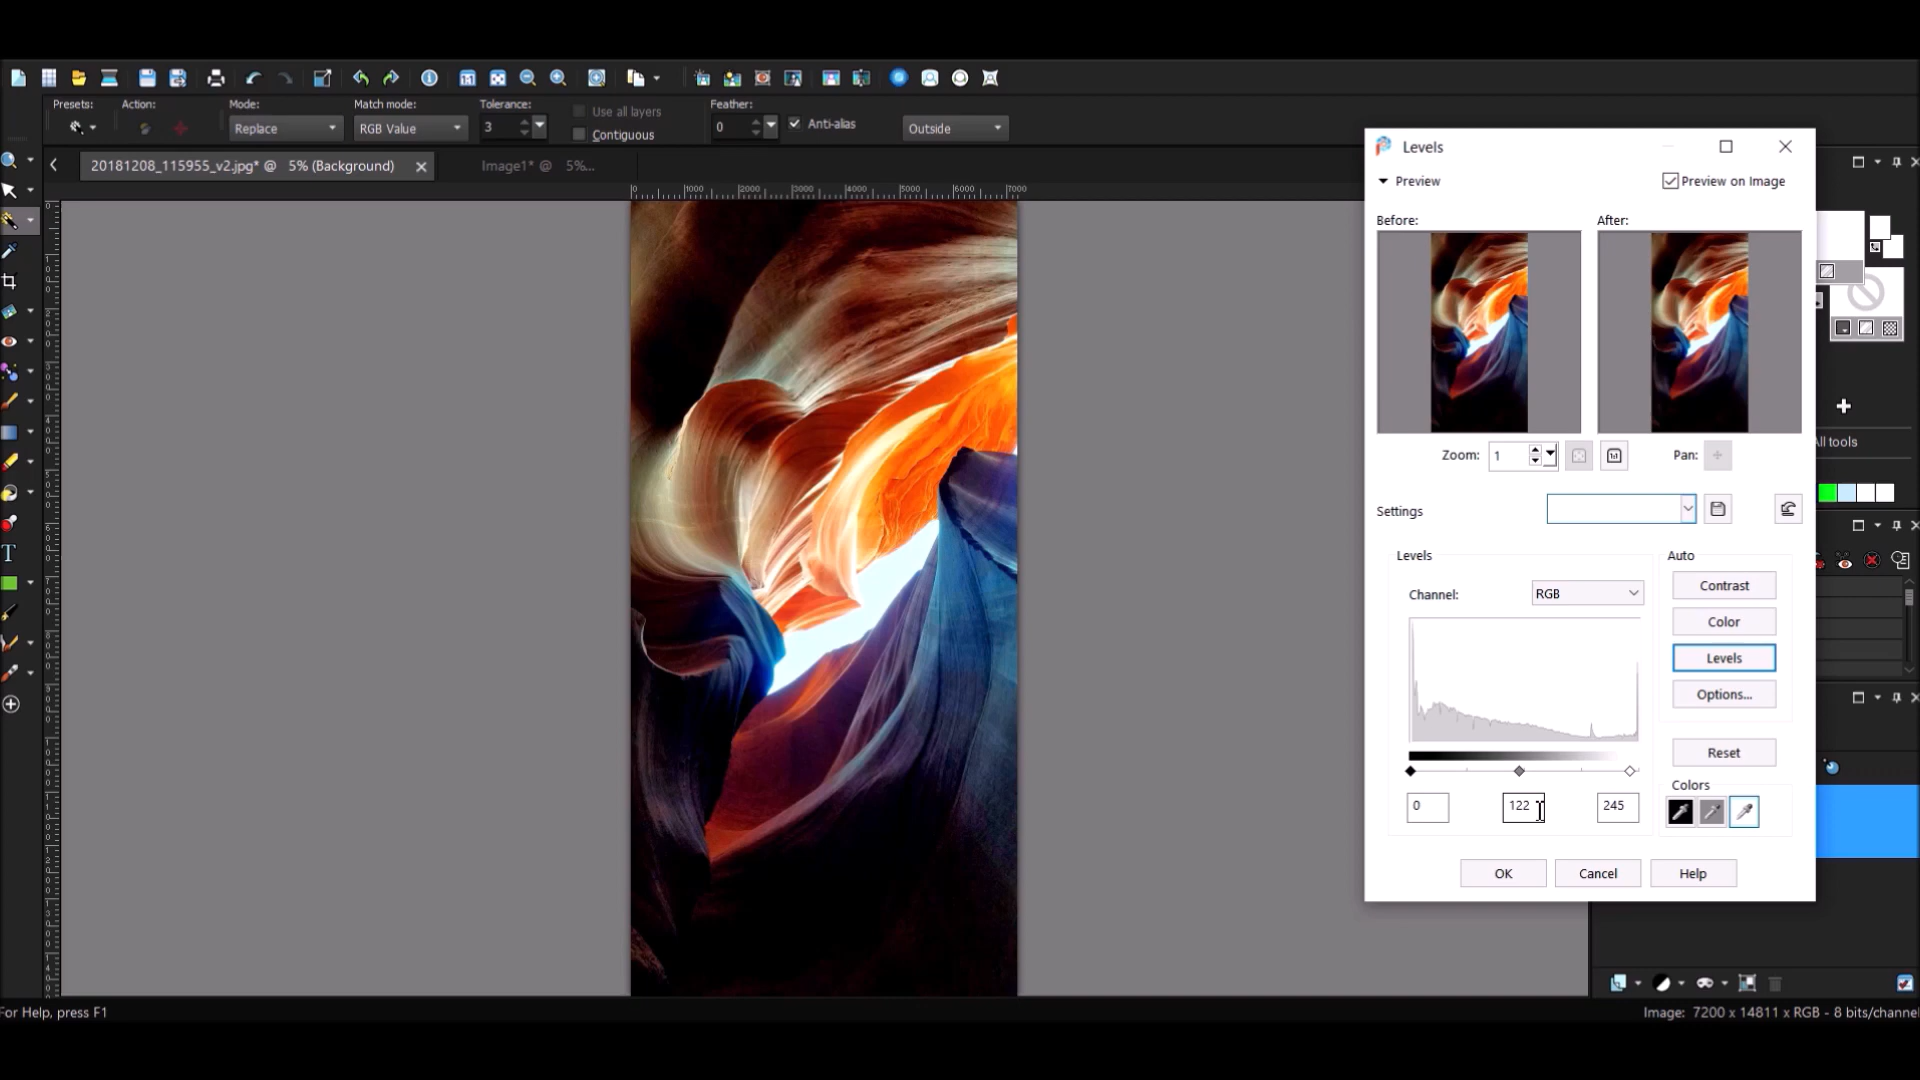 Presets:
Action:
Mode:
Match mode:
Tolerance:
Use all layers
Feather:
Replace
RGB Value
3
Contiguous
0
Anti-alias
Outside
20181208_115955_v2.jpg* @ 5% (Background)
Image1* @ 5%...
0 1000 2000 3000 4000 5000 6000 7000
Levels
Preview
Preview on Image
Before:
After:
Zoom:
1
Pan:
All tools
Settings
Levels
Auto
Channel:
RGB
Contrast
Color
Levels
Options...
Reset
Colors
0
122
245
OK
Cancel
Help
T
For Help, press F1
Image: 7200 x 14811 x RGB - 8 bits/channel